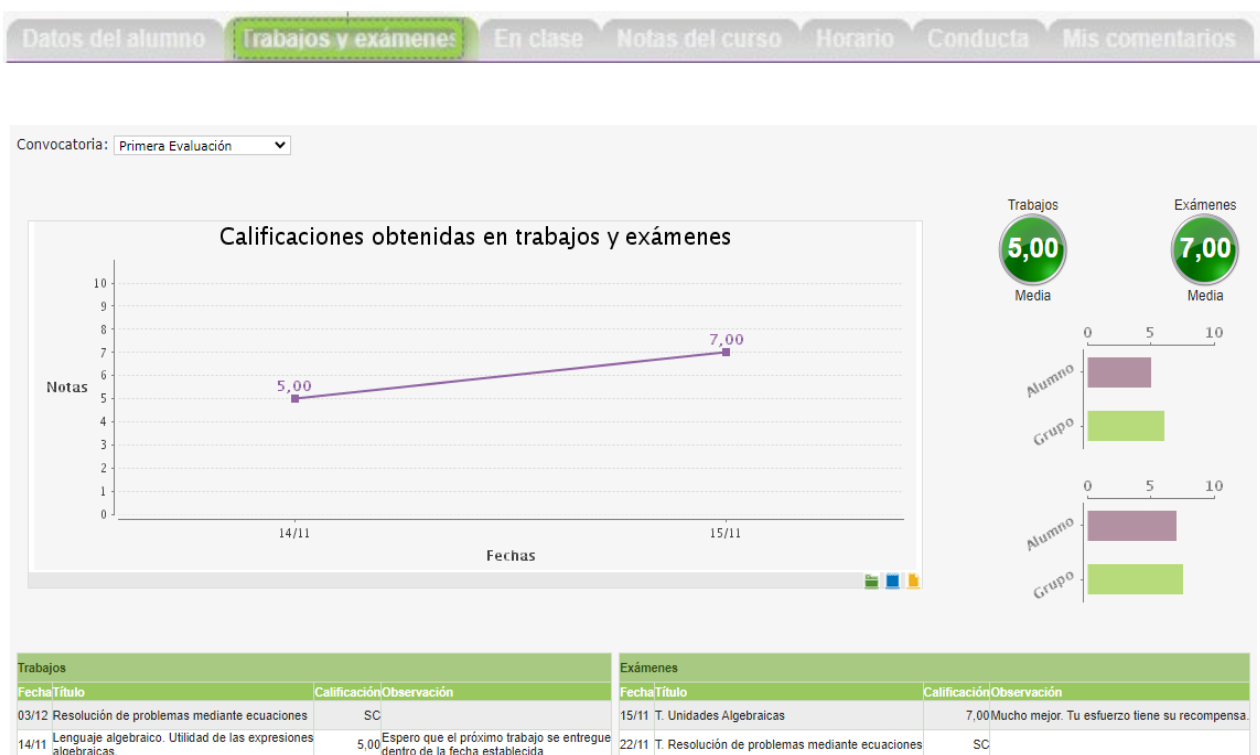 Datos del alumno Trabajos y exámenes En clase Notas del curso Horario Conducta Mis comentarios
Convocatoria: Primera Evaluación
Calificaciones obtenidas en trabajos y exámenes
10
9
8
7
6
5
4
3
2
1
0
Notas
5,00
7,00
14/11 15/11
Fechas
Trabajos Exámenes
5,00 7,00
Media Media
0 5 10
Alumno
Grupo
0 5 10
Alumno
Grupo
Trabajos
Fecha Título Calificación Observación
03/12 Resolución de problemas mediante ecuaciones SC
14/11 Lenguaje algebraico. Utilidad de las expresiones algebraicas. 5,00 Espero que el próximo trabajo se entregue dentro de la fecha establecida
Exámenes
Fecha Título Calificación Observación
15/11 T. Unidades Algebraicas 7,00 Mucho mejor. Tu esfuerzo tiene su recompensa.
22/11 T. Resolución de problemas mediante ecuaciones SC